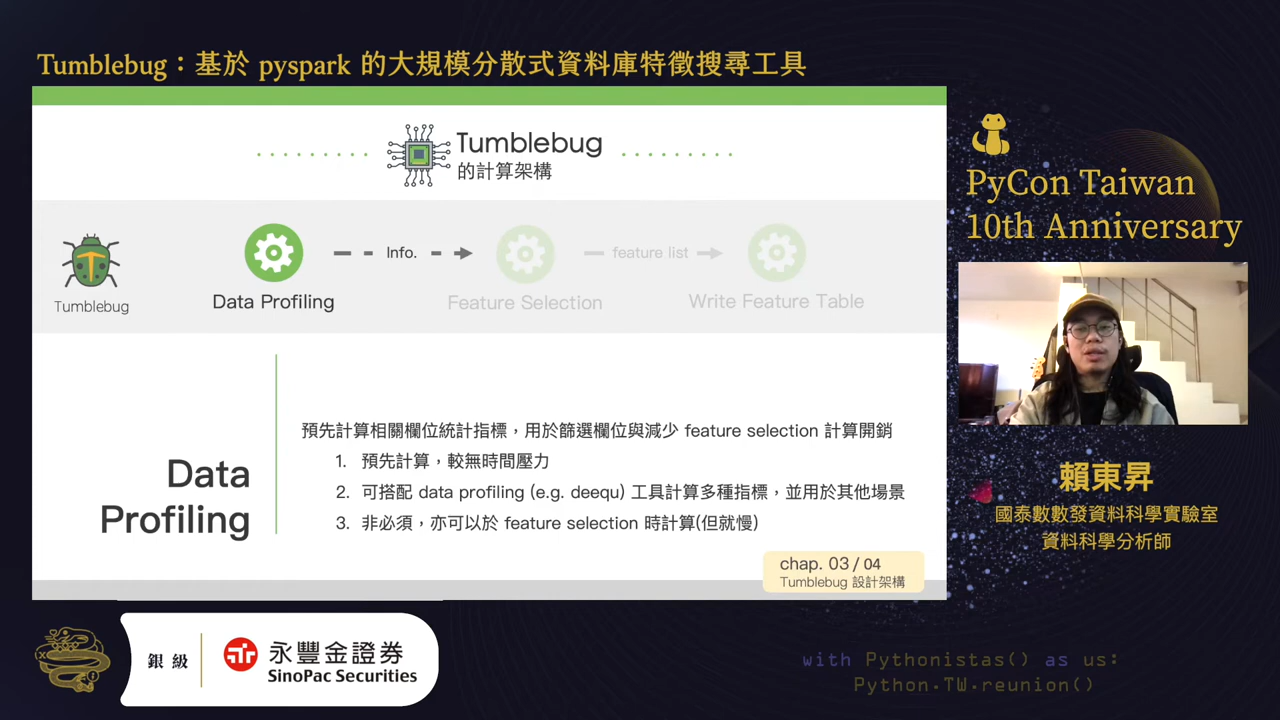 Tumblebug：基於 pyspark 的大規模分散式資料庫特徵搜尋工具
Tumblebug
的計算架構
Tumblebug
Data Profiling
Info.
Feature Selection
feature list
Write Feature Table
Data
Profiling
預先計算相關欄位統計指標，用於篩選欄位與減少 feature selection 計算開銷
1. 預先計算，較無時間壓力
2. 可搭配 data profiling (e.g. deequ) 工具計算多種指標，並用於其他場景
3. 非必須，亦可以於 feature selection 時計算(但就慢)
chap. 03 / 04
Tumblebug 設計架構
PyCon Taiwan
10th Anniversary
賴東昇
國泰數數發資料科學實驗室
資料科學分析師
銀級
永豐金證券
SinoPac Securities
with Pythonistas() as us:
Python.TW.reunion()